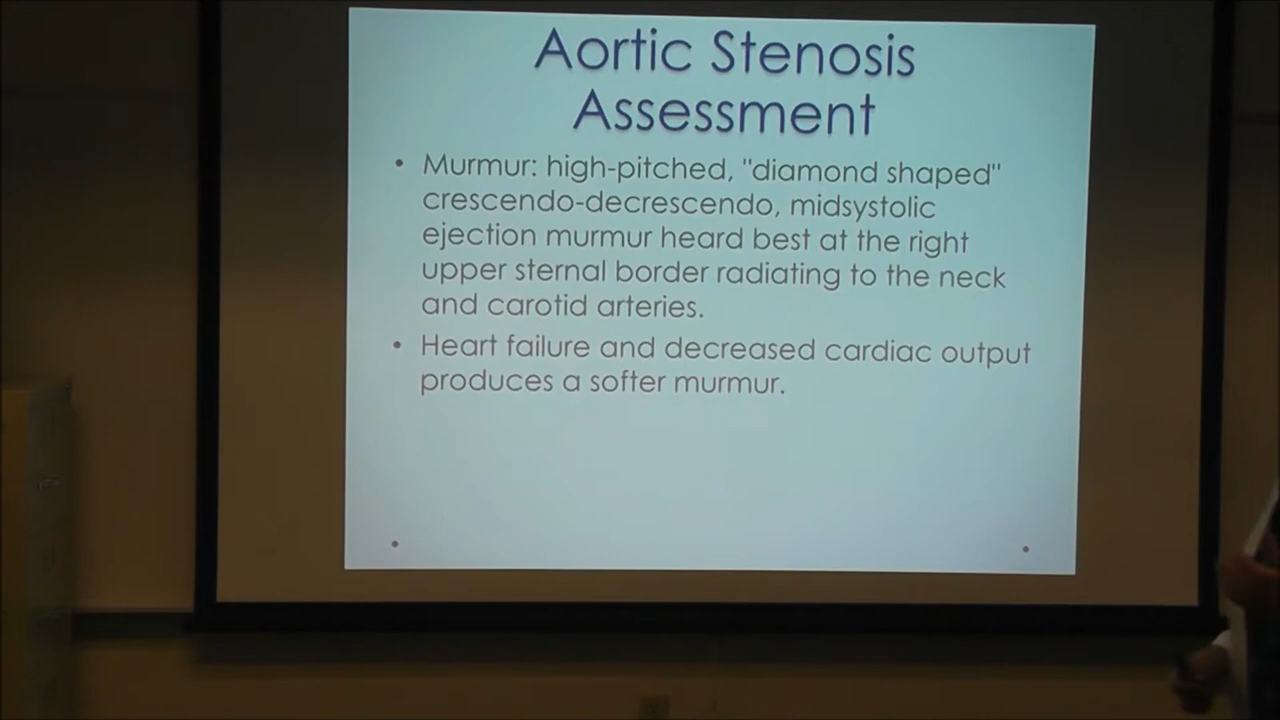 Aortic Stenosis
Assessment
• Murmur: high-pitched, "diamond shaped"
crescendo-decrescendo, midsystolic
ejection murmur heard best at the right
upper sternal border radiating to the neck
and carotid arteries.
• Heart failure and decreased cardiac output
produces a softer murmur.